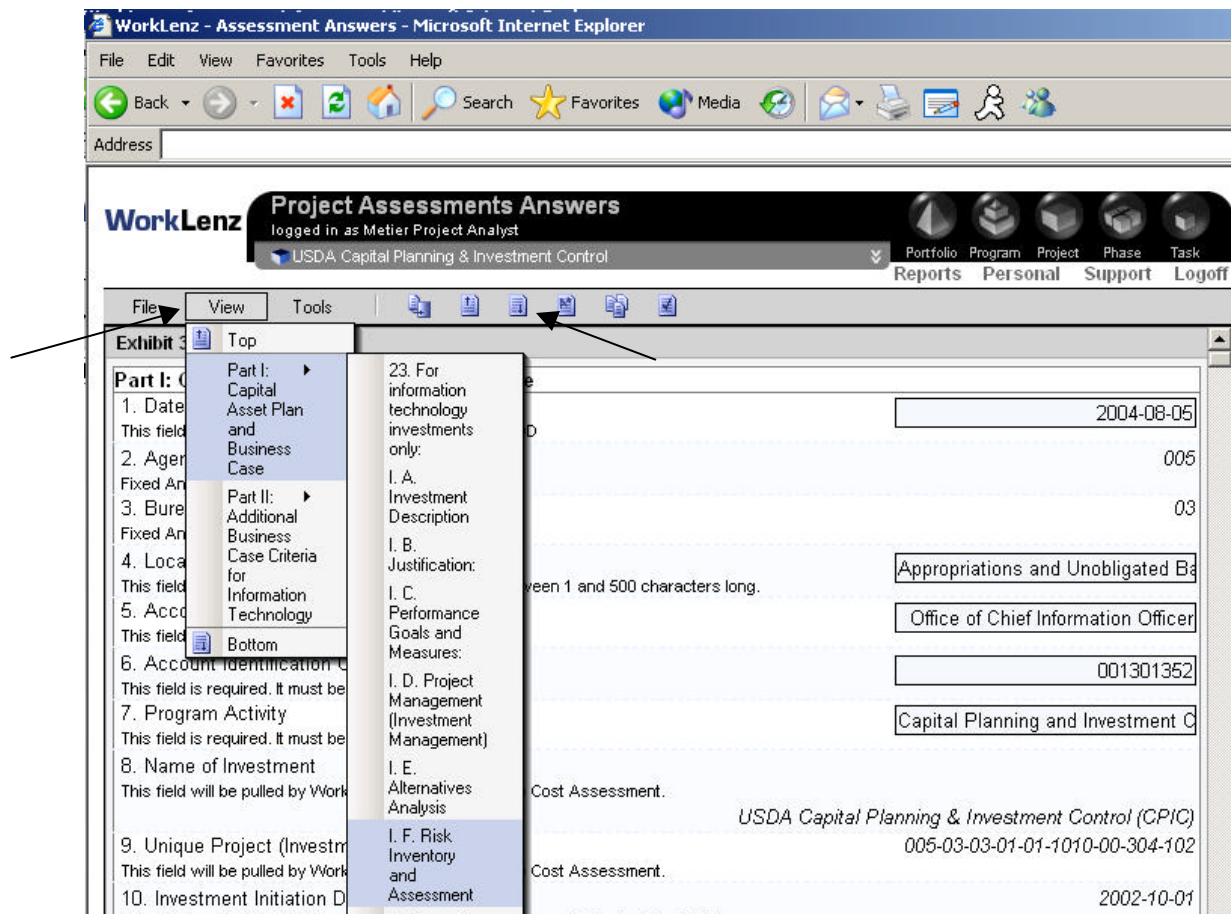 WorkLenz - Assessment Answers - Microsoft Internet Explorer
File Edit View Favorites Tools Help
Back Search Favorites Media
Address
WorkLenz
Project Assessments Answers
logged in as Metier Project Analyst
USDA Capital Planning & Investment Control
Portfolio Program Project Phase Task
Reports Personal Support Logoff
File View Tools
Exhibit 3
Top
Part I:
Capital
Asset Plan
and
Business
Case
Part II:
Additional
Business
Case Criteria
for
Information
Technology
Bottom
23. For
information
technology
investments
only:
I. A.
Investment
Description
I. B.
Justification:
I. C.
Performance
Goals and
Measures:
I. D. Project
Management
(Investment
Management)
I. E.
Alternatives
Analysis
I. F. Risk
Inventory
and
Assessment
Part I:
1. Date
2004-08-05
This field
2. Agen
005
Fixed An
3. Bure
03
Fixed An
4. Loca
Appropriations and Unobligated Ba
This field
ween 1 and 500 characters long.
5. Acco
Office of Chief Information Officer
This field
6. Account Identification C
001301352
This field is required. It must be
7. Program Activity
Capital Planning and Investment C
This field is required. It must be
8. Name of Investment
This field will be pulled by Work Cost Assessment.
USDA Capital Planning & Investment Control (CPIC)
9. Unique Project (Investm
005-03-03-01-01-1010-00-304-102
This field will be pulled by Work Cost Assessment.
10. Investment Initiation D
2002-10-01